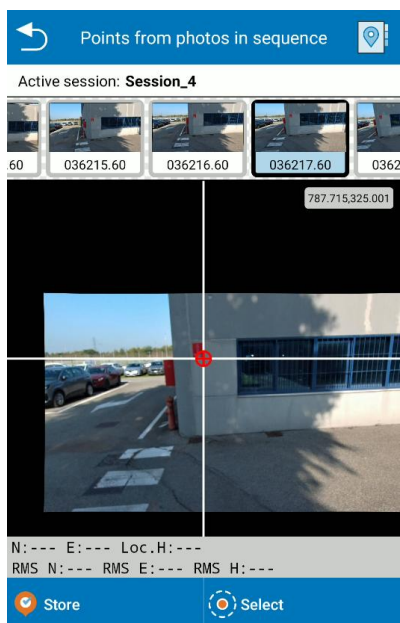 Points from photos in sequence
Active session: Session_4
60 036215.60 036216.60 036217.60 0362
787.715,325.001
N:--- E:--- Loc.H:---
RMS N:--- RMS E:--- RMS H:---
Store Select